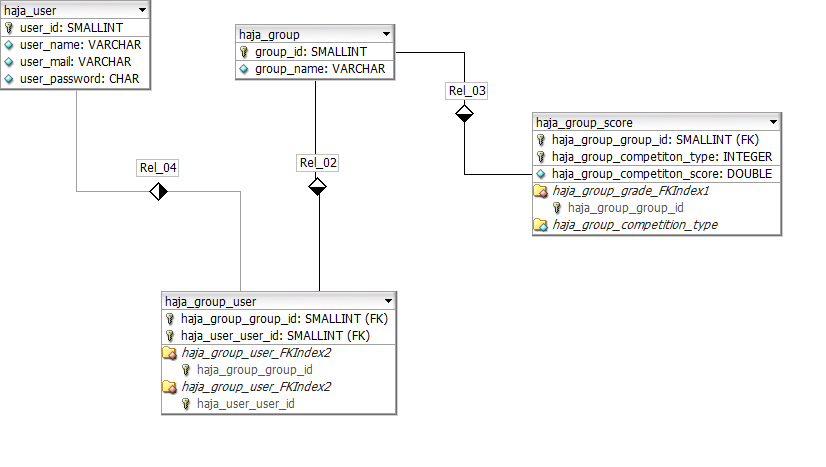 haja_user
user_id: SMALLINT
user_name: VARCHAR
user_mail: VARCHAR
user_password: CHAR
haja_group
group_id: SMALLINT
group_name: VARCHAR
Rel_03
haja_group_score
haja_group_group_id: SMALLINT (FK)
haja_group_competiton_type: INTEGER
haja_group_competiton_score: DOUBLE
haja_group_grade_FKIndex1
haja_group_group_id
haja_group_competition_type
Rel_04
Rel_02
haja_group_user
haja_group_group_id: SMALLINT (FK)
haja_user_user_id: SMALLINT (FK)
haja_group_user_FKIndex2
haja_group_group_id
haja_group_user_FKIndex2
haja_user_user_id